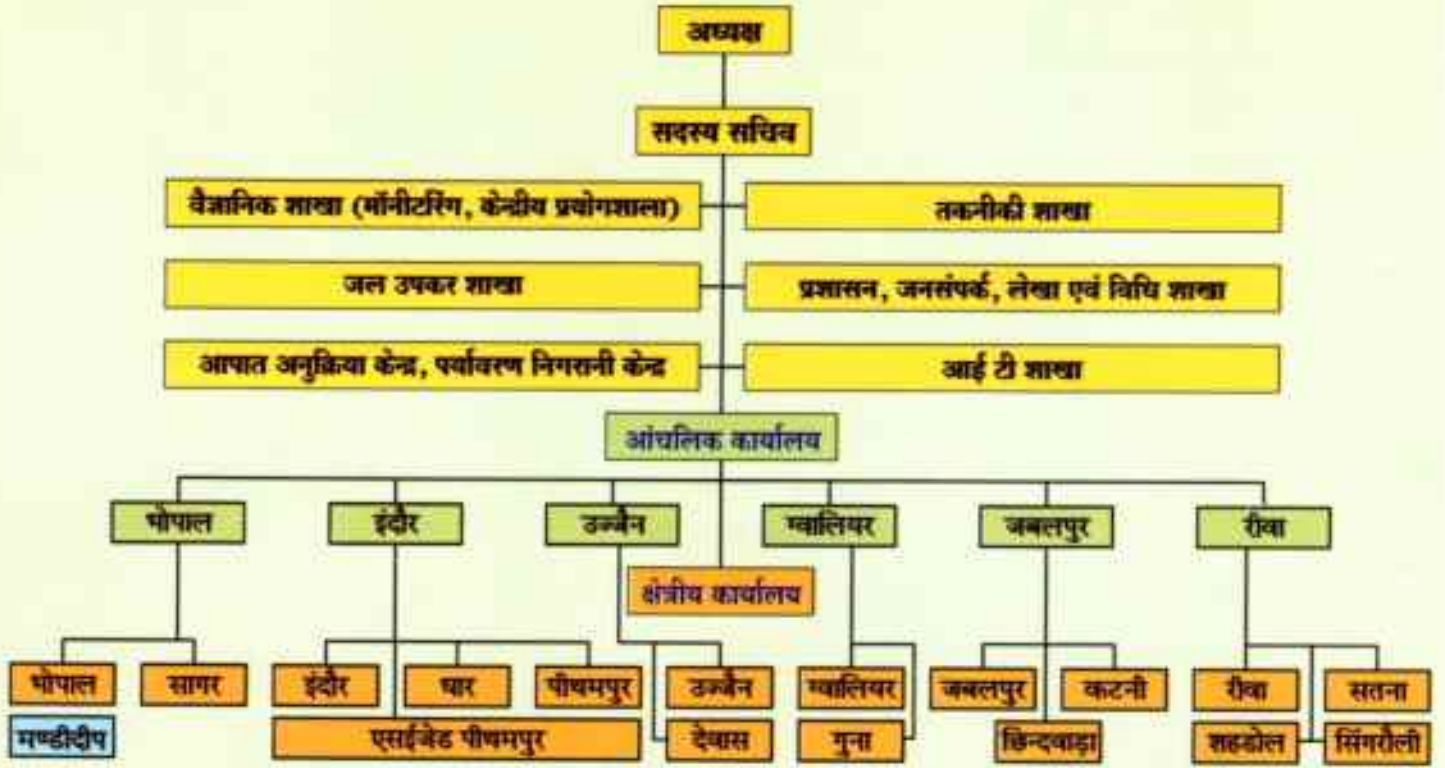 अध्यक्ष
सदस्य सचिव
वैज्ञानिक शाखा (मॉनीटरिंग, केन्द्रीय प्रयोगशाला)
तकनीकी शाखा
जल उपकर शाखा
प्रशासन, जनसंपर्क, लेखा एवं विधि शाखा
आपात अनुक्रिया केन्द्र, पर्यावरण निगरानी केन्द्र
आई टी शाखा
आंचलिक कार्यालय
भोपाल
इंदौर
उज्जैन
ग्वालियर
जबलपुर
रीवा
क्षेत्रीय कार्यालय
भोपाल
सागर
इंदौर
धार
पीथमपुर
उज्जैन
ग्वालियर
जबलपुर
कटनी
रीवा
सतना
मण्डीदीप
एसईजेड पीथमपुर
देवास
गुना
छिन्दवाड़ा
शहडोल
सिंगरौली